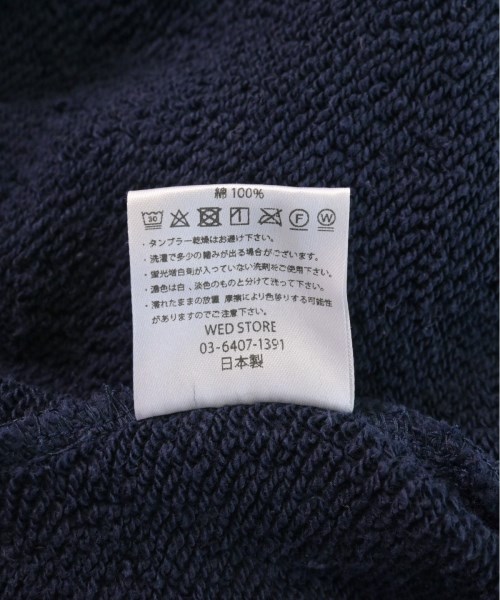 綿 100%
30 F W
・タンブラー乾燥はお避け下さい。
・洗濯で多少の縮みが出る場合がございます。
・蛍光増白剤が入っていない洗剤をご使用下さい。
・濃色は白、淡色のものと分けて洗って下さい。
・濡れたままの放置 摩擦により色移りする可能性
がありますのでご注意下さい。
WED STORE
03-6407-1391
日本製